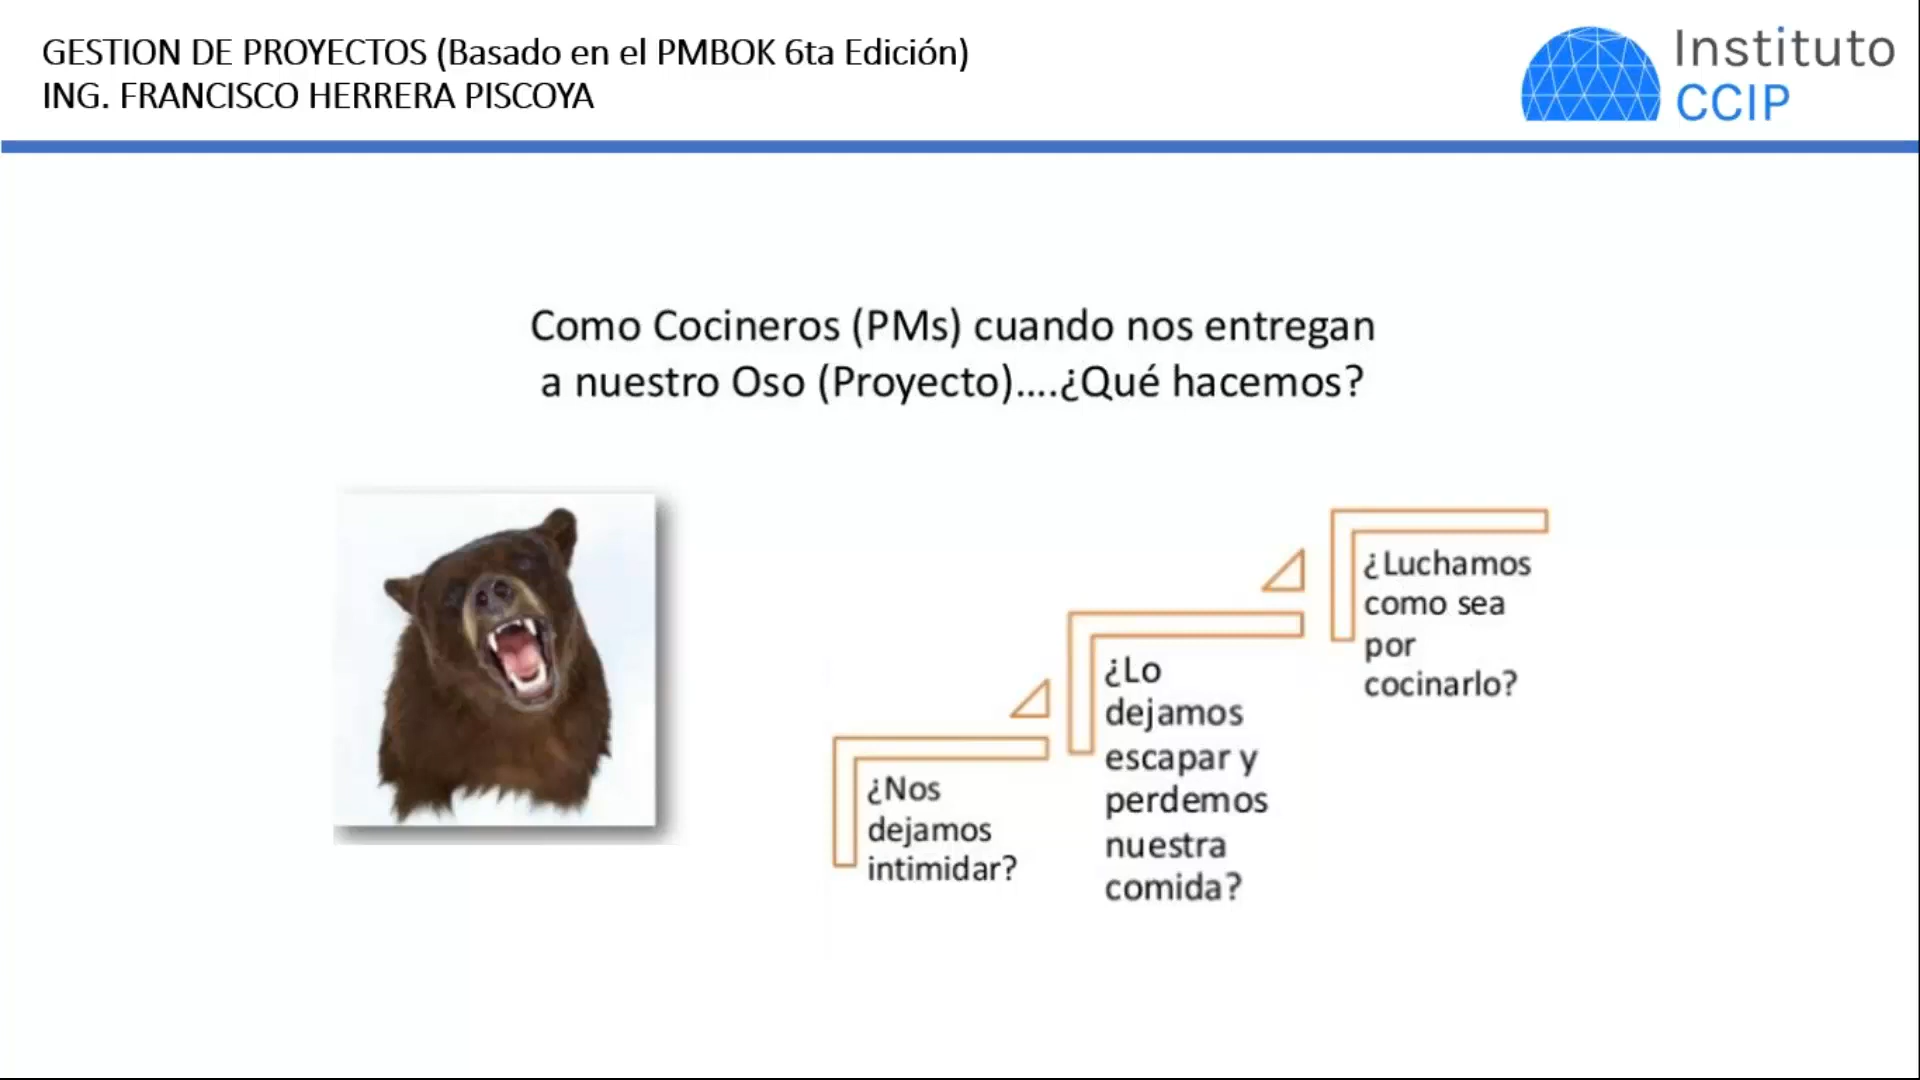 GESTION DE PROYECTOS (Basado en el PMBOK 6ta Edición)
ING. FRANCISCO HERRERA PISCOYA
Instituto
CCIP
Como Cocineros (PMs) cuando nos entregan
a nuestro Oso (Proyecto)....¿Qué hacemos?
¿Nos
dejamos
intimidar?
¿Lo
dejamos
escapar y
perdemos
nuestra
comida?
¿Luchamos
como sea
por
cocinarlo?